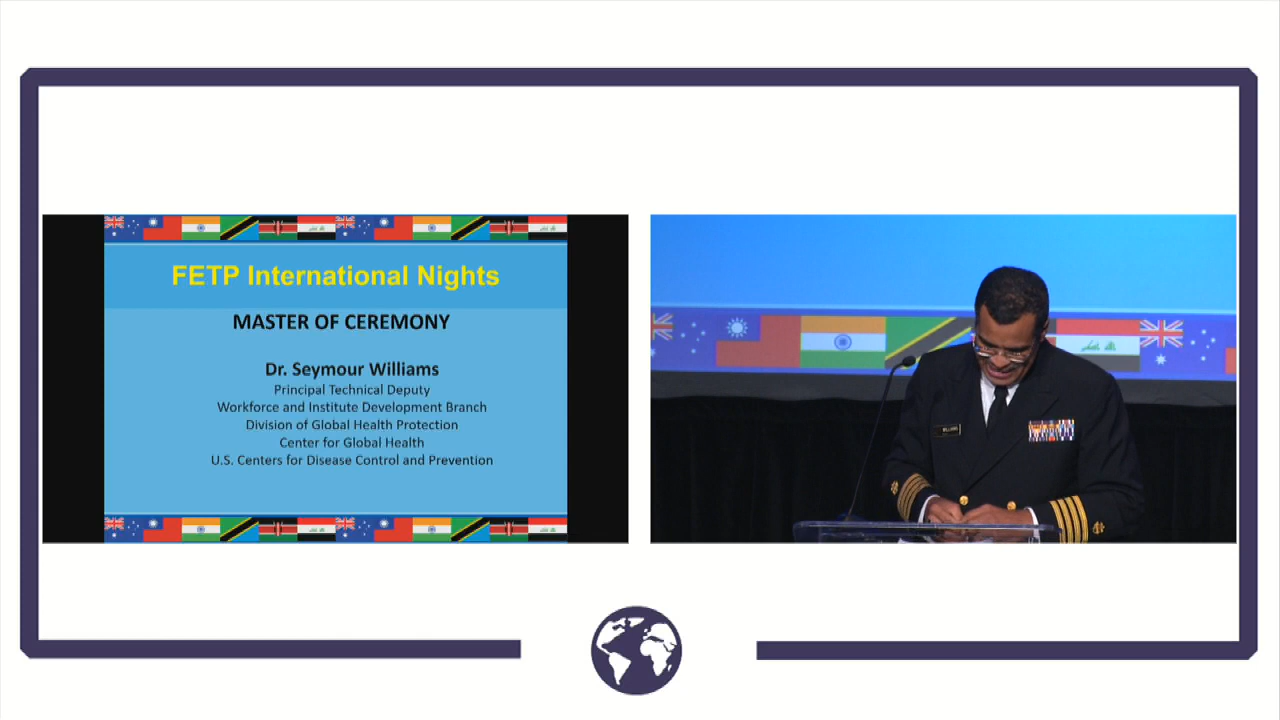 FETP International Nights
MASTER OF CEREMONY
Dr. Seymour Williams
Principal Technical Deputy
Workforce and Institute Development Branch
Division of Global Health Protection
Center for Global Health
U.S. Centers for Disease Control and Prevention
WILLIAMS